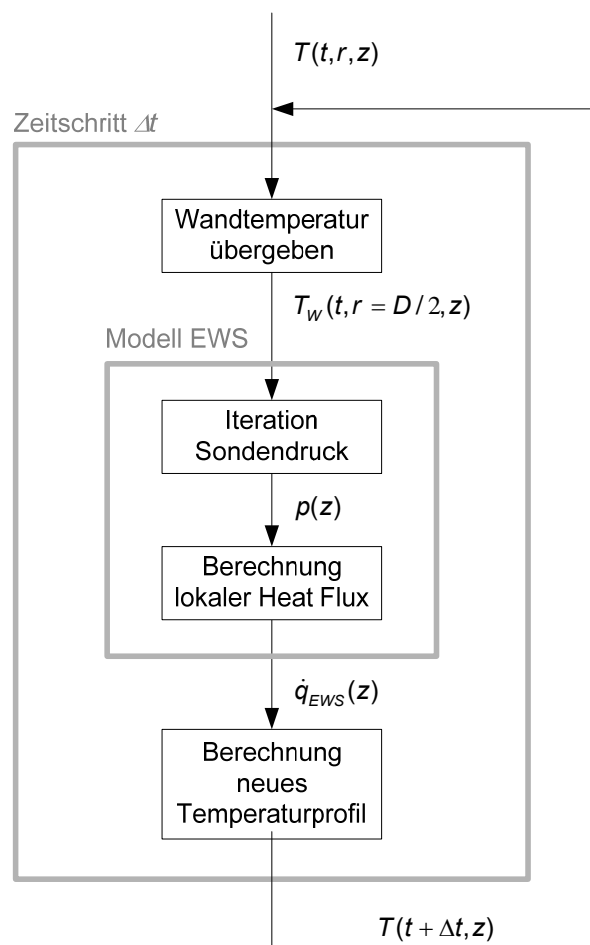 T(t,r,z)
Zeitschritt Δt
Wandtemperatur
übergeben
T_W(t,r = D/2,z)
Modell EWS
Iteration
Sondendruck
p(z)
Berechnung
lokaler Heat Flux
q̇_EWS(z)
Berechnung
neues
Temperaturprofil
T(t + Δt,z)